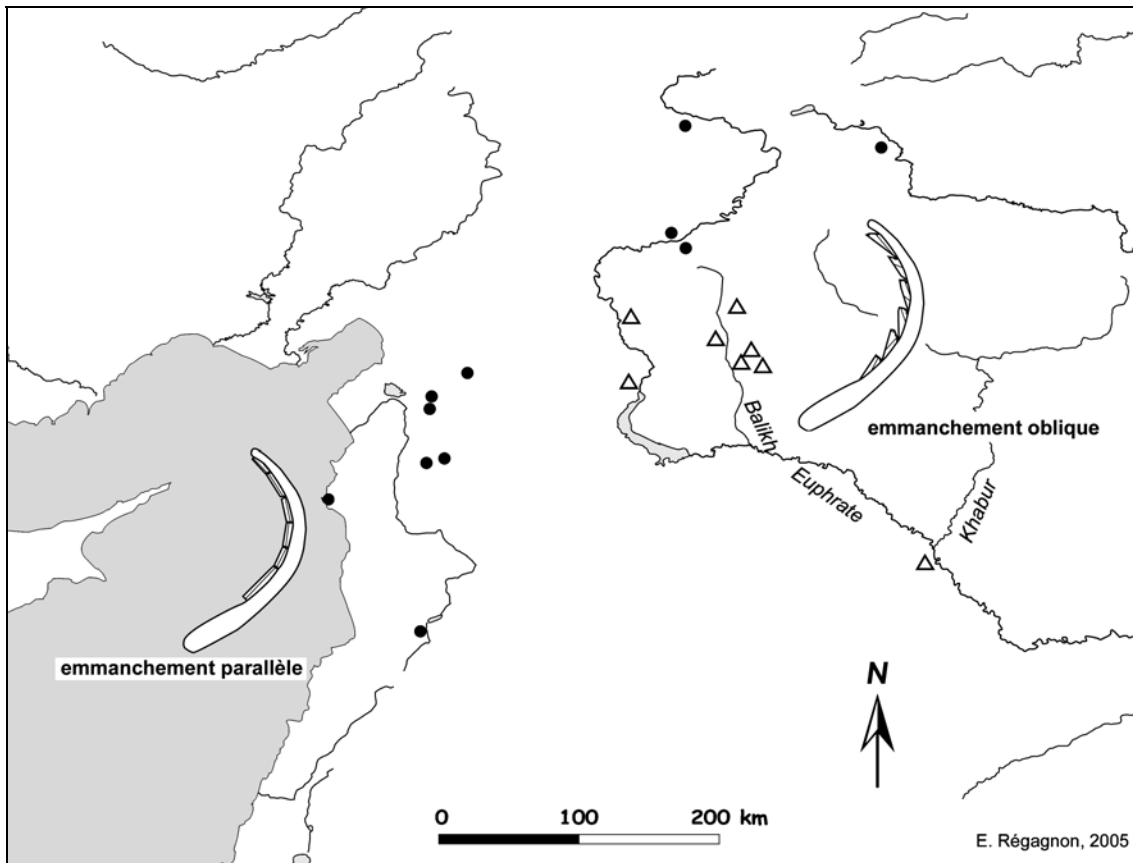 emmanchement oblique
Balikh
Euphrate
Khabur
emmanchement parallèle
N
0 100 200 km
E. Régagnon, 2005